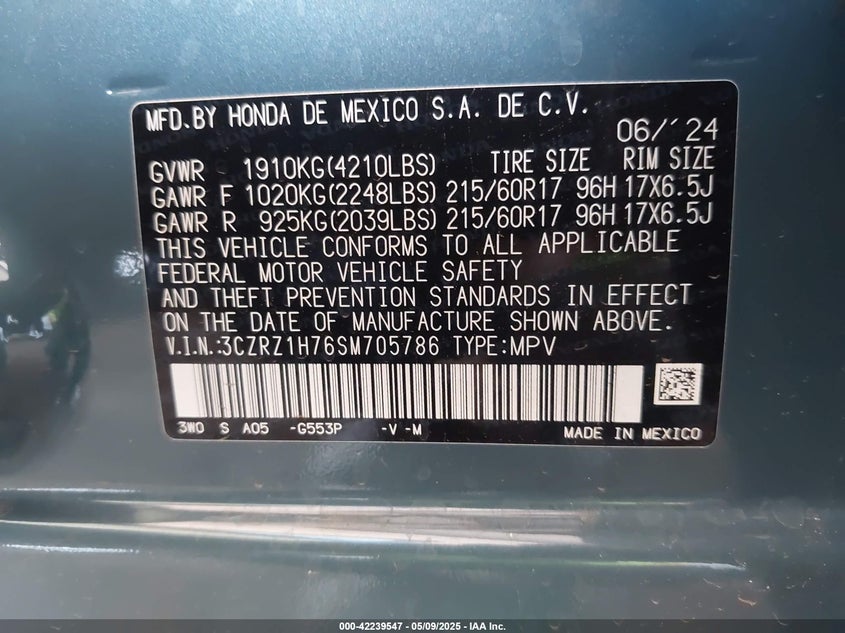 MFD.BY HONDA DE MEXICO S.A. DE C.V.
06/'24
GVWR 1910KG(4210LBS) TIRE SIZE RIM SIZE
GAWR F 1020KG(2248LBS) 215/60R17 96H 17X6.5J
GAWR R 925KG(2039LBS) 215/60R17 96H 17X6.5J
THIS VEHICLE CONFORMS TO ALL APPLICABLE
FEDERAL MOTOR VEHICLE SAFETY
AND THEFT PREVENTION STANDARDS IN EFFECT
ON THE DATE OF MANUFACTURE SHOWN ABOVE.
V.I.N.:3CZRZ1H76SM705786 TYPE:MPV
3W0 S A05 -G553P -V -M MADE IN MEXICO
000-42239547 - 05/09/2025 - IAA Inc.